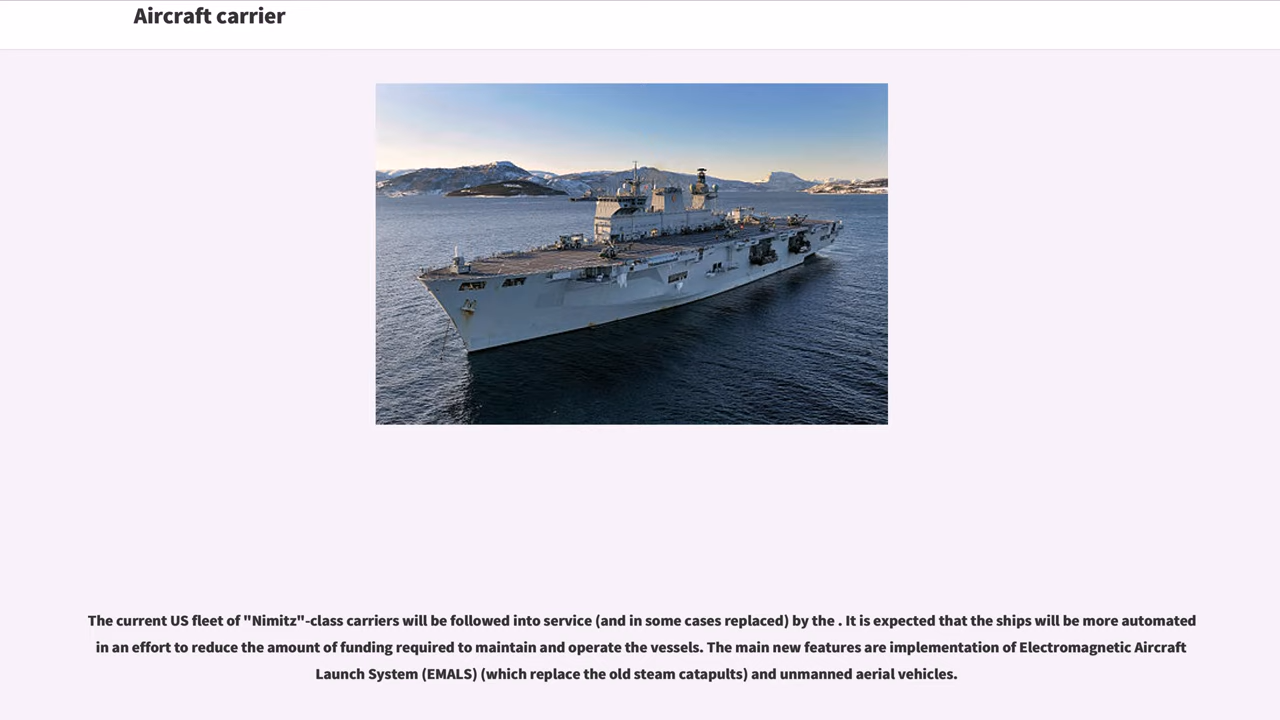 Aircraft carrier
The current US fleet of "Nimitz"-class carriers will be followed into service (and in some cases replaced) by the . It is expected that the ships will be more automated
in an effort to reduce the amount of funding required to maintain and operate the vessels. The main new features are implementation of Electromagnetic Aircraft
Launch System (EMALS) (which replace the old steam catapults) and unmanned aerial vehicles.